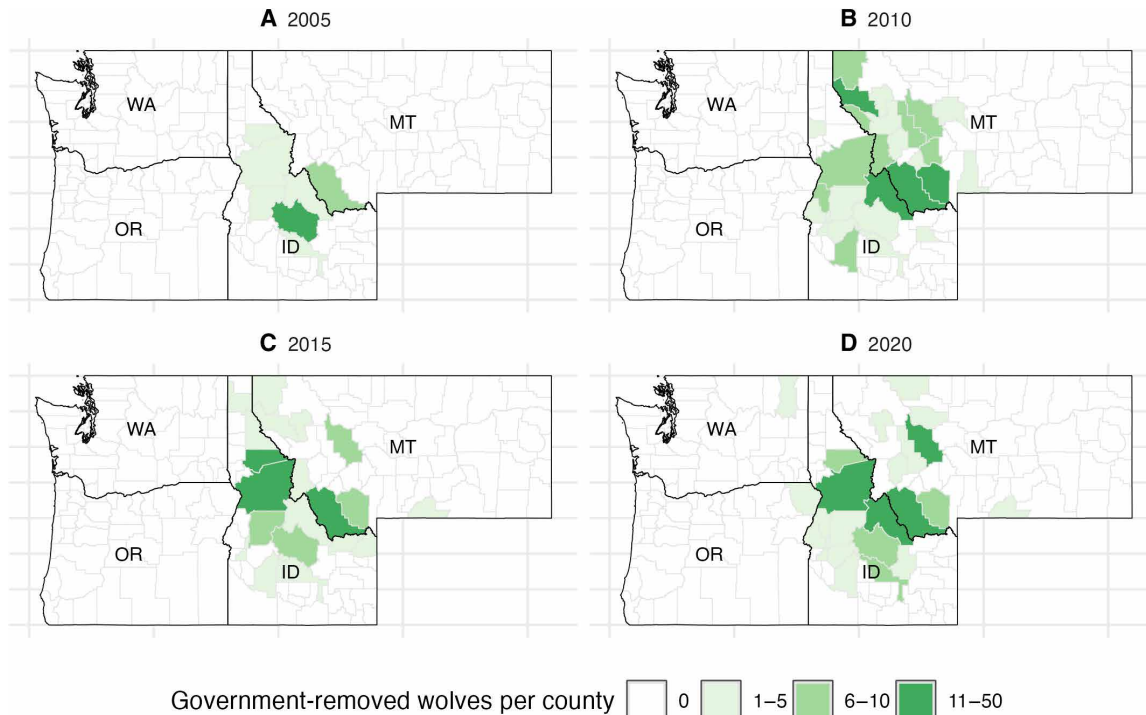 A 2005
B 2010
WA
MT
OR
ID
WA
MT
OR
ID
C 2015
D 2020
WA
MT
OR
ID
WA
MT
OR
ID
Government-removed wolves per county 0 1–5 6–10 11–50